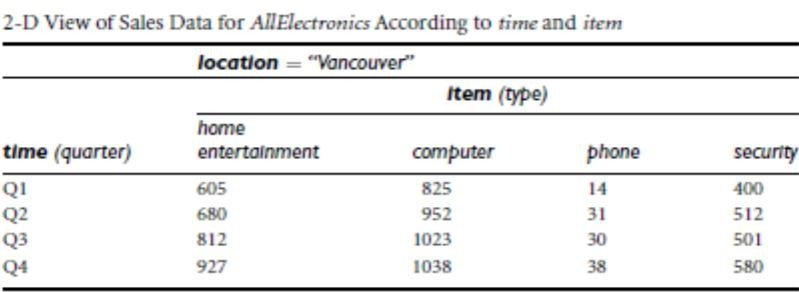 2-D View of Sales Data for AllElectronics According to time and item
location = “Vancouver”
item (type)
home
time (quarter) entertainment computer phone security
Q1 605 825 14 400
Q2 680 952 31 512
Q3 812 1023 30 501
Q4 927 1038 38 580